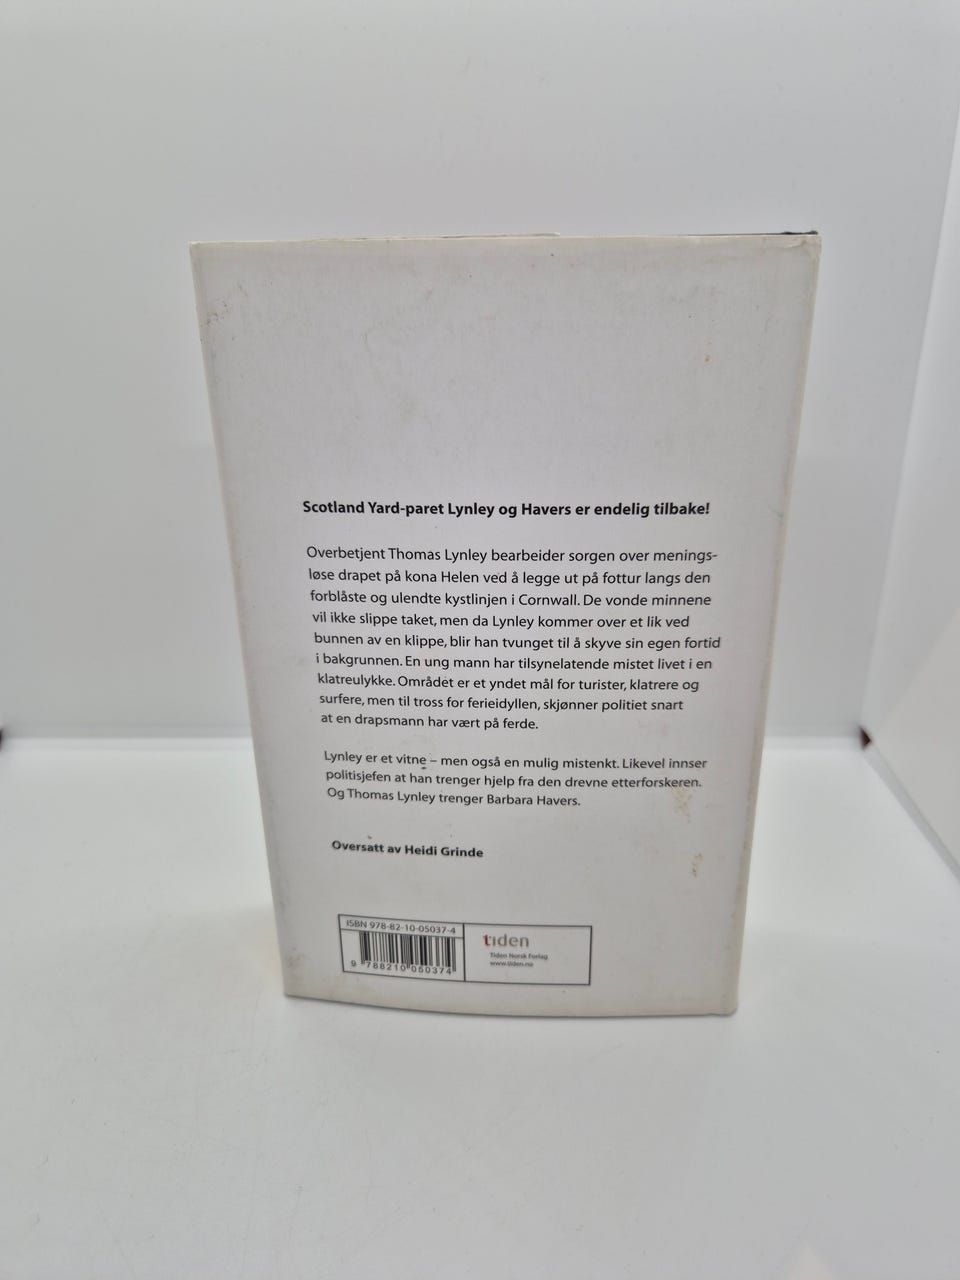 Scotland Yard-paret Lynley og Havers er endelig tilbake!
Overbetjent Thomas Lynley bearbeider sorgen over menings-
løse drapet på kona Helen ved å legge ut på fottur langs den
forblåste og ulendte kystlinjen i Cornwall. De vonde minnene
vil ikke slippe taket, men da Lynley kommer over et lik ved
bunnen av en klippe, blir han tvunget til å skyve sin egen fortid
i bakgrunnen. En ung mann har tilsynelatende mistet livet i en
klatreulykke. Området er et yndet mål for turister, klatrere og
surfere, men til tross for ferieidyllen, skjønner politiet snart
at en drapsmann har vært på ferde.
Lynley er et vitne – men også en mulig mistenkt. Likevel innser
politisjefen at han trenger hjelp fra den drevne etterforskeren.
Og Thomas Lynley trenger Barbara Havers.
Oversatt av Heidi Grinde
ISBN 978-82-10-05037-4
9 788210 050374
tiden
Tiden Norsk Forlag
www.tiden.no